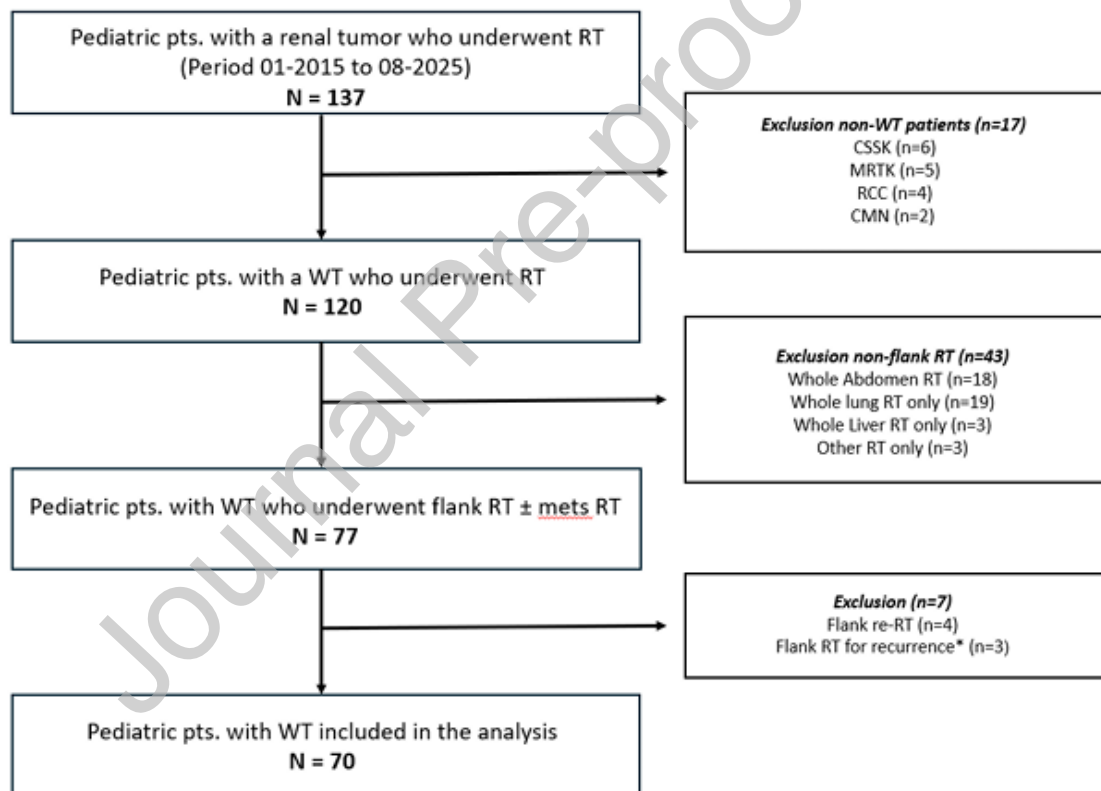 Pediatric pts. with a renal tumor who underwent RT
(Period 01-2015 to 08-2025)
N = 137
Exclusion non-WT patients (n=17)
CSSK (n=6)
MRTK (n=5)
RCC (n=4)
CMN (n=2)
Pediatric pts. with a WT who underwent RT
N = 120
Exclusion non-flank RT (n=43)
Whole Abdomen RT (n=18)
Whole lung RT only (n=19)
Whole Liver RT only (n=3)
Other RT only (n=3)
Pediatric pts. with WT who underwent flank RT ± mets RT
N = 77
Exclusion (n=7)
Flank re-RT (n=4)
Flank RT for recurrence* (n=3)
Pediatric pts. with WT included in the analysis
N = 70
Journal Pre-proo